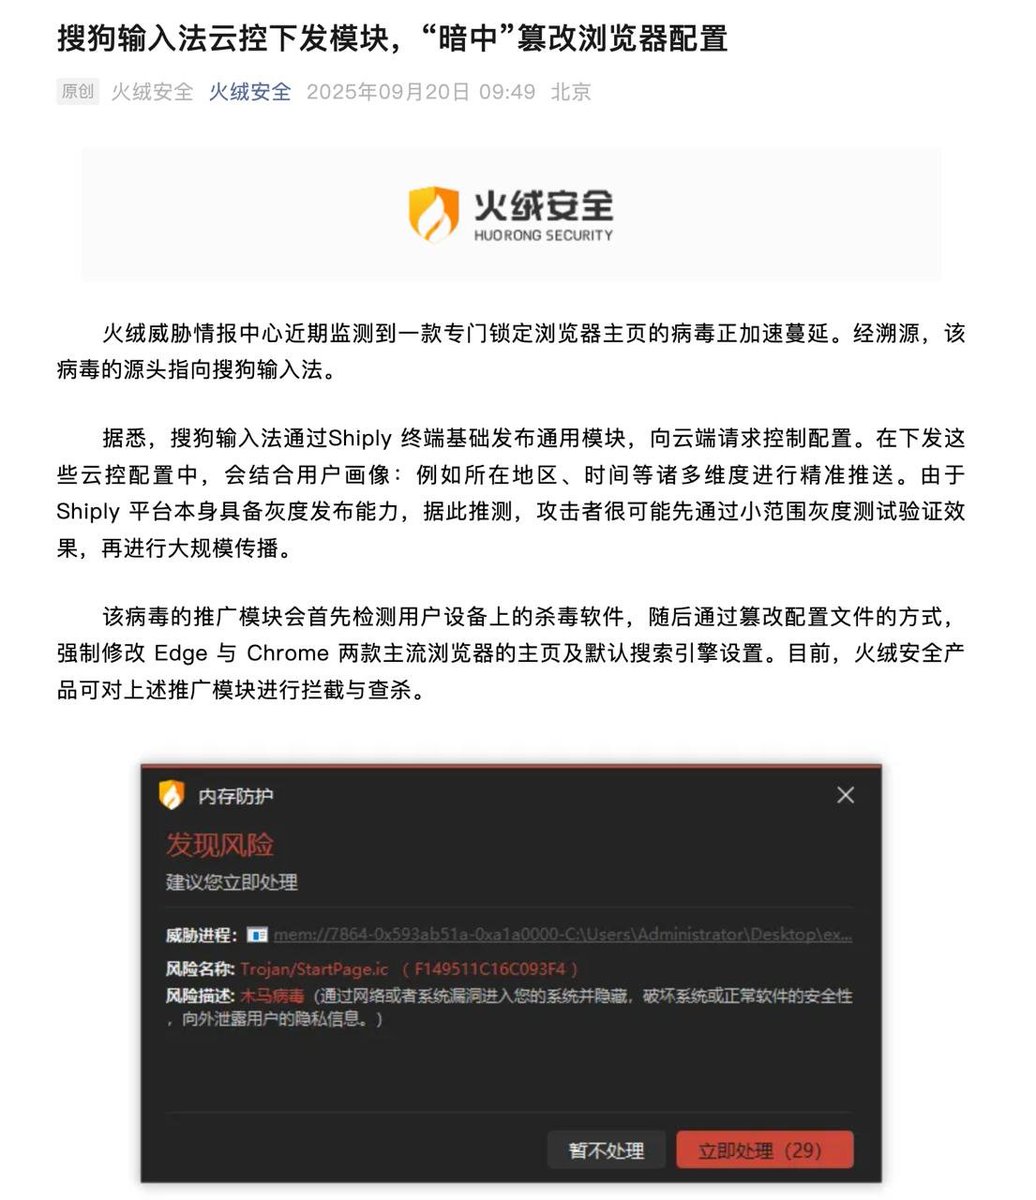 搜狗输入法云控下发模块，“暗中”篡改浏览器配置
原创 火绒安全 火绒安全 2025年09月20日 09:49 北京
火绒安全
HUORONG SECURITY
火绒威胁情报中心近期监测到一款专门锁定浏览器主页的病毒正加速蔓延。经溯源，该
病毒的源头指向搜狗输入法。
据悉，搜狗输入法通过Shiply 终端基础发布通用模块，向云端请求控制配置。在下发这
些云控配置中，会结合用户画像：例如所在地区、时间等诸多维度进行精准推送。由于
Shiply 平台本身具备灰度发布能力，据此推测，攻击者很可能先通过小范围灰度测试验证效
果，再进行大规模传播。
该病毒的推广模块会首先检测用户设备上的杀毒软件，随后通过篡改配置文件的方式，
强制修改 Edge 与 Chrome 两款主流浏览器的主页及默认搜索引擎设置。目前，火绒安全产
品可对上述推广模块进行拦截与查杀。
内存防护
发现风险
建议您立即处理
威胁进程: mem://7864-0x593ab51a-0xa1a0000-C:\Users\Administrator\Desktop\ex...
风险名称: Trojan/StartPage.ic （ F149511C16C093F4 ）
风险描述: 木马病毒（通过网络或者系统漏洞进入您的系统并隐藏，破坏系统或正常软件的安全性
，向外泄露用户的隐私信息。）
暂不处理
立即处理（29）